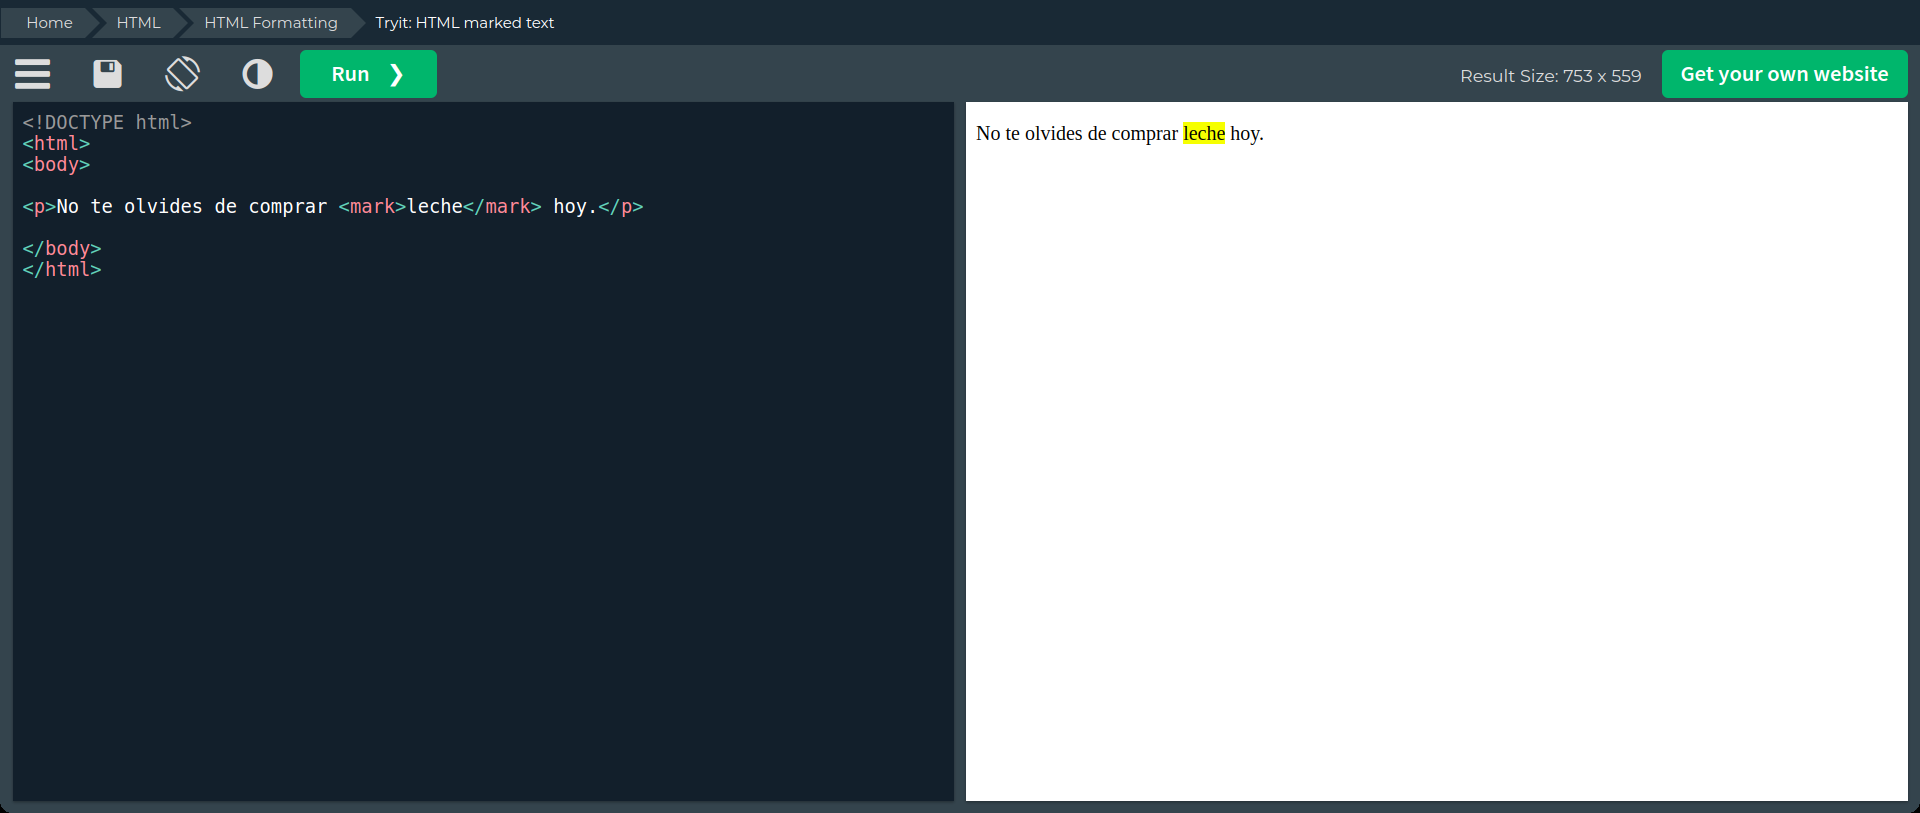 Home HTML HTML Formatting Tryit: HTML marked text
Run ❯ Result Size: 753 x 559 Get your own website
<!DOCTYPE html>
<html>
<body>
<p>No te olvides de comprar <mark>leche</mark> hoy.</p>
</body>
</html>
No te olvides de comprar leche hoy.